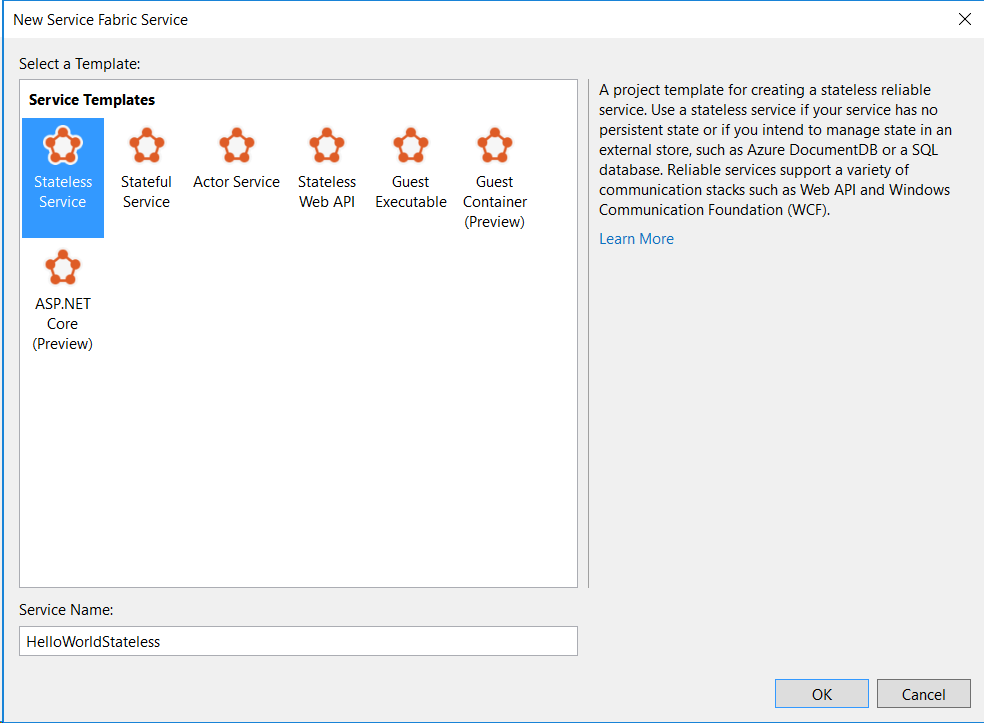 New Service Fabric Service
Select a Template:
Service Templates
Stateless
Service
Stateful
Service
Actor Service
Stateless
Web API
Guest
Executable
Guest
Container
(Preview)
ASP.NET
Core
(Preview)
A project template for creating a stateless reliable
service. Use a stateless service if your service has no
persistent state or if you intend to manage state in an
external store, such as Azure DocumentDB or a SQL
database. Reliable services support a variety of
communication stacks such as Web API and Windows
Communication Foundation (WCF).
Learn More
Service Name:
HelloWorldStateless
OK
Cancel